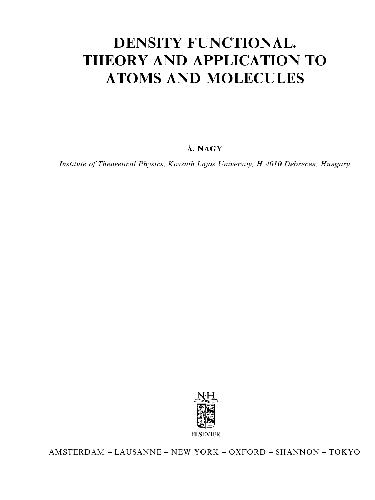 DENSITY FUNCTIONAL.
THEORY AND APPLICATION TO
ATOMS AND MOLECULES
Á. NAGY
Institute of Theoretical Physics, Kossuth Lajos University, H-4010 Debrecen, Hungary
N·H
ELSEVIER
AMSTERDAM – LAUSANNE – NEW YORK – OXFORD – SHANNON – TOKYO